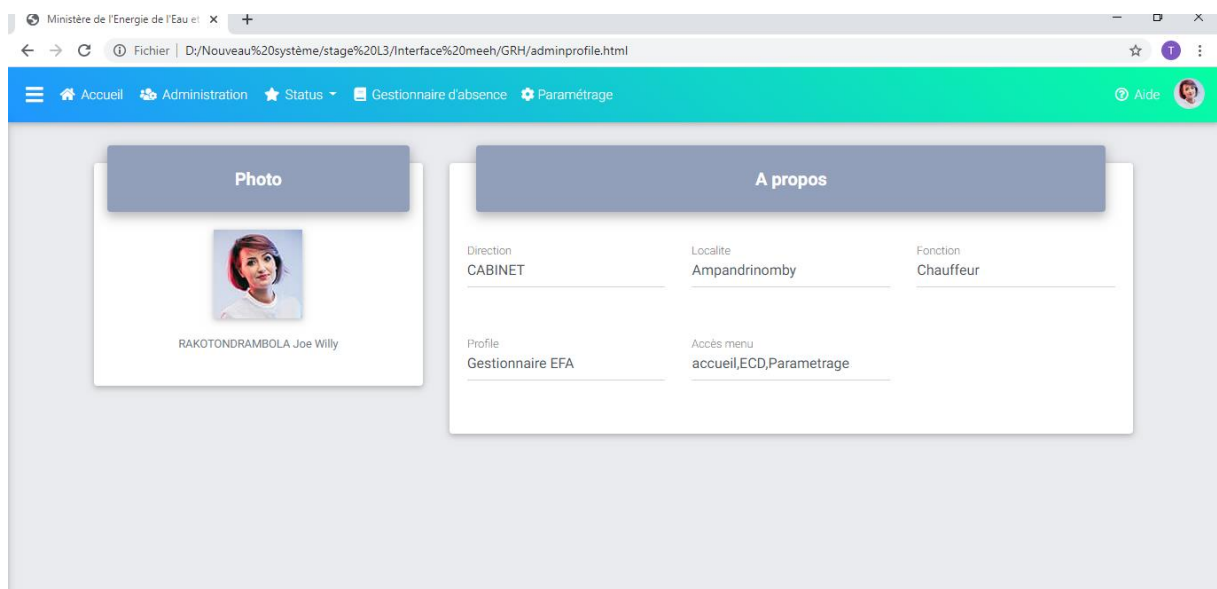 Ministère de l'Energie de l'Eau et
Fichier | D:/Nouveau%20système/stage%20L3/Interface%20meeh/GRH/adminprofile.html
T
Accueil Administration Status Gestionnaire d'absence Paramétrage Aide
Photo
A propos
Direction Localite Fonction
CABINET Ampandrinomby Chauffeur
RAKOTONDRAMBOLA Joe Willy
Profile Accès menu
Gestionnaire EFA accueil,ECD,Parametrage